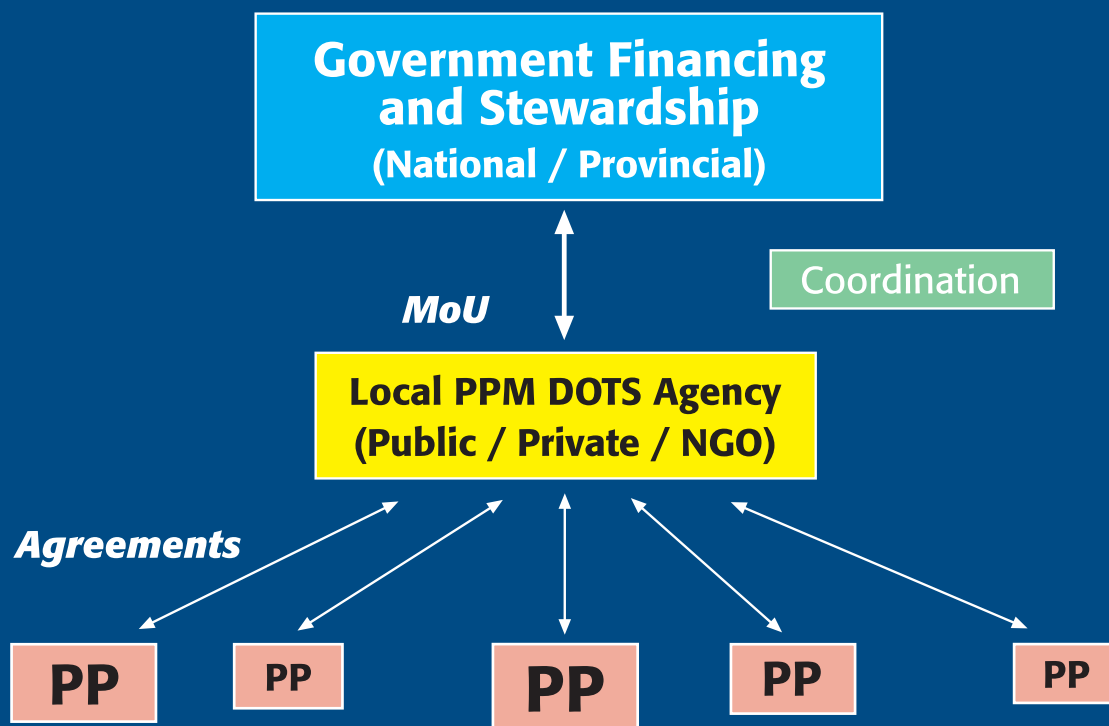 Government Financing
and Stewardship
(National / Provincial)
Coordination
MoU
Local PPM DOTS Agency
(Public / Private / NGO)
Agreements
PP
PP
PP
PP
PP